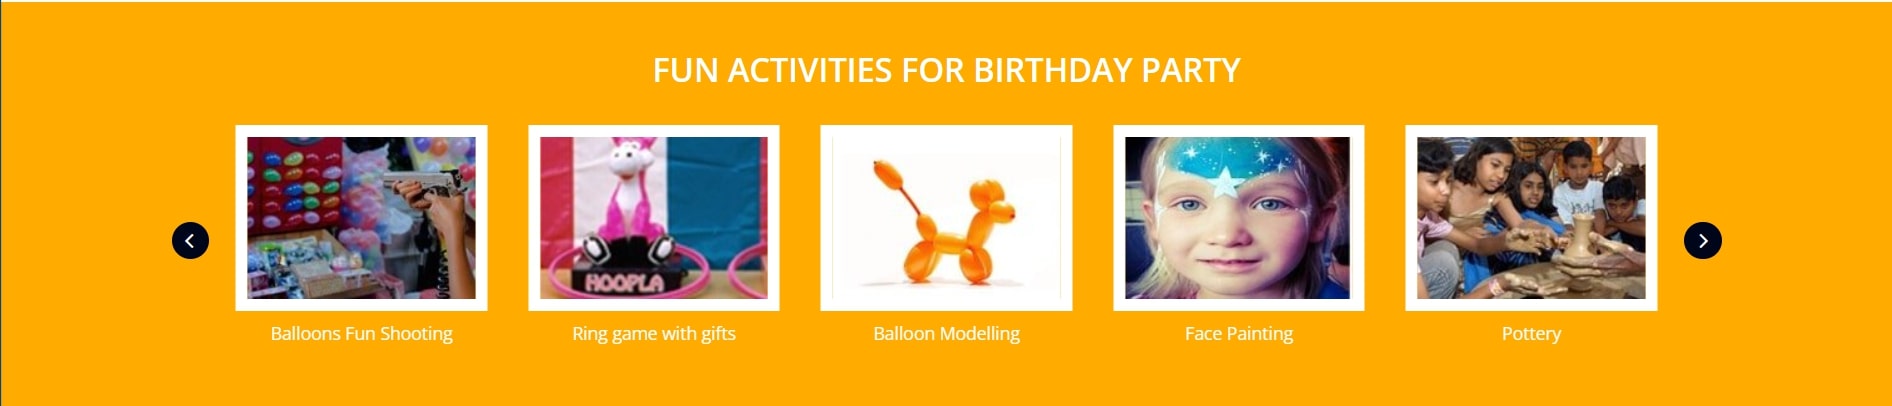 FUN ACTIVITIES FOR BIRTHDAY PARTY
HOOPLA
Balloons Fun Shooting
Ring game with gifts
Balloon Modelling
Face Painting
Pottery